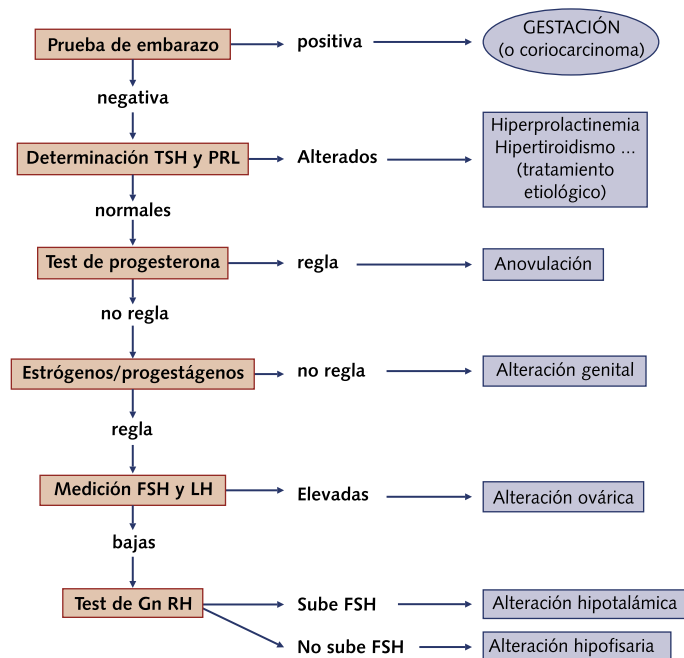 Prueba de embarazo
positiva
GESTACIÓN
(o coriocarcinoma)
negativa
Determinación TSH y PRL
Alterados
Hiperprolactinemia
Hipertiroidismo ...
(tratamiento
etiológico)
normales
Test de progesterona
regla
Anovulación
no regla
Estrógenos/progestágenos
no regla
Alteración genital
regla
Medición FSH y LH
Elevadas
Alteración ovárica
bajas
Test de Gn RH
Sube FSH
Alteración hipotalámica
No sube FSH
Alteración hipofisaria